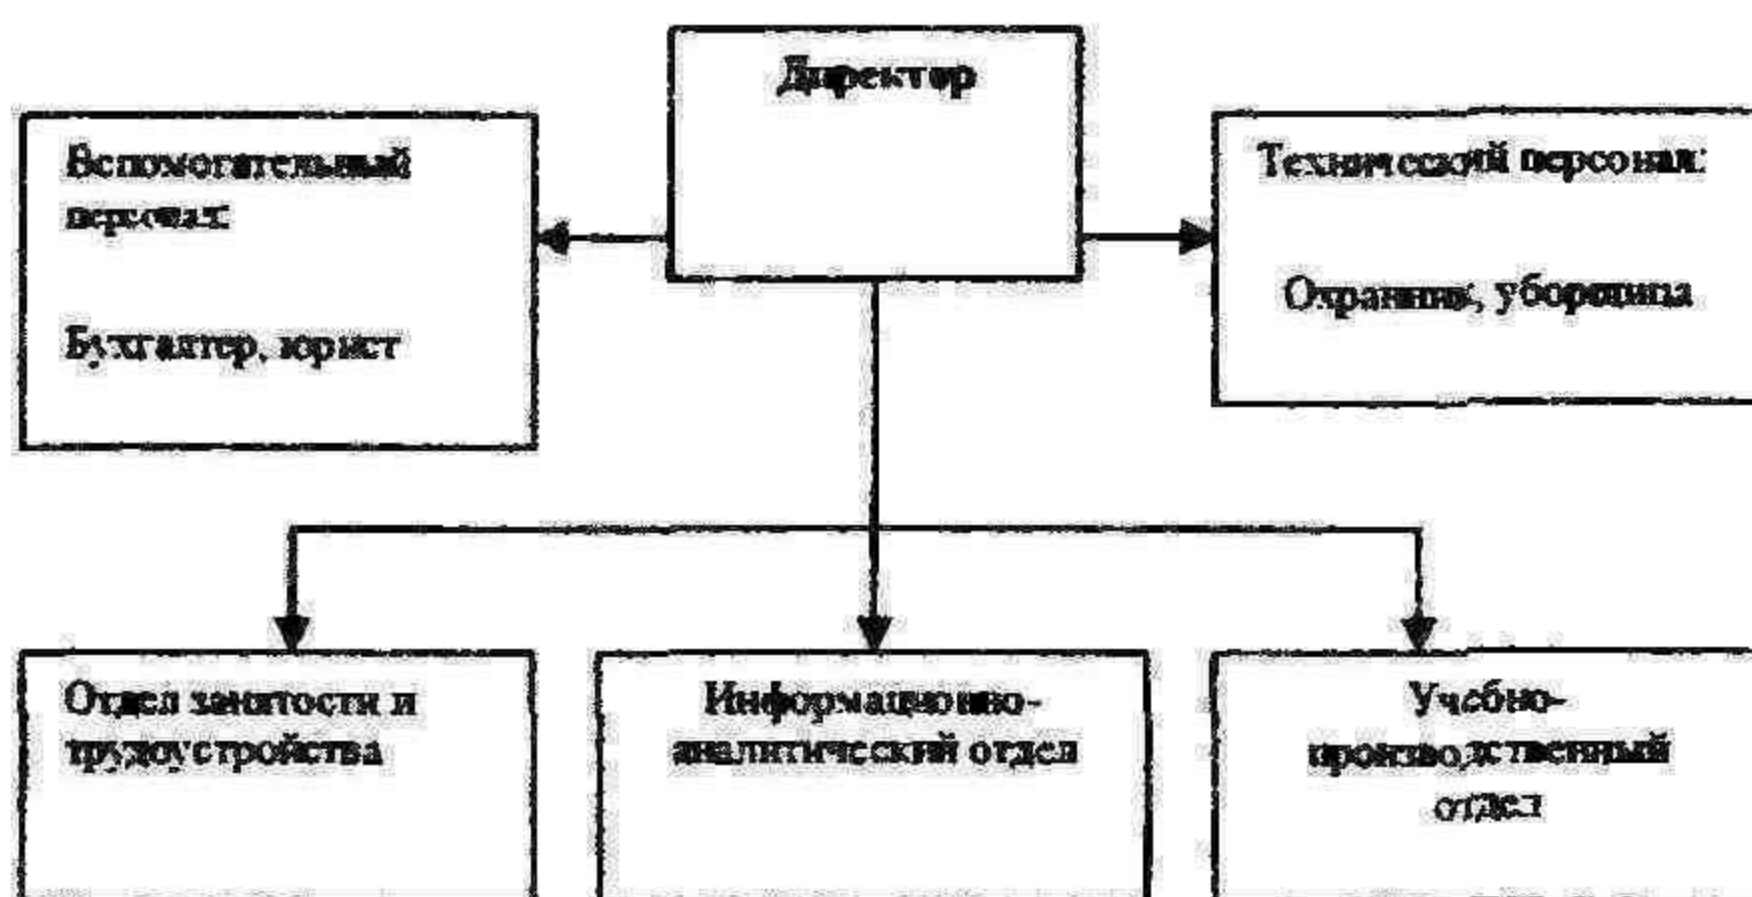 Директор
Вспомогательный
персонал:
Бухгалтер, юрист
Технический персонал:
Охранник, уборщица
Отдел занятости и
трудоустройства
Информационно-
аналитический отдел
Учебно-
производственный
отдел